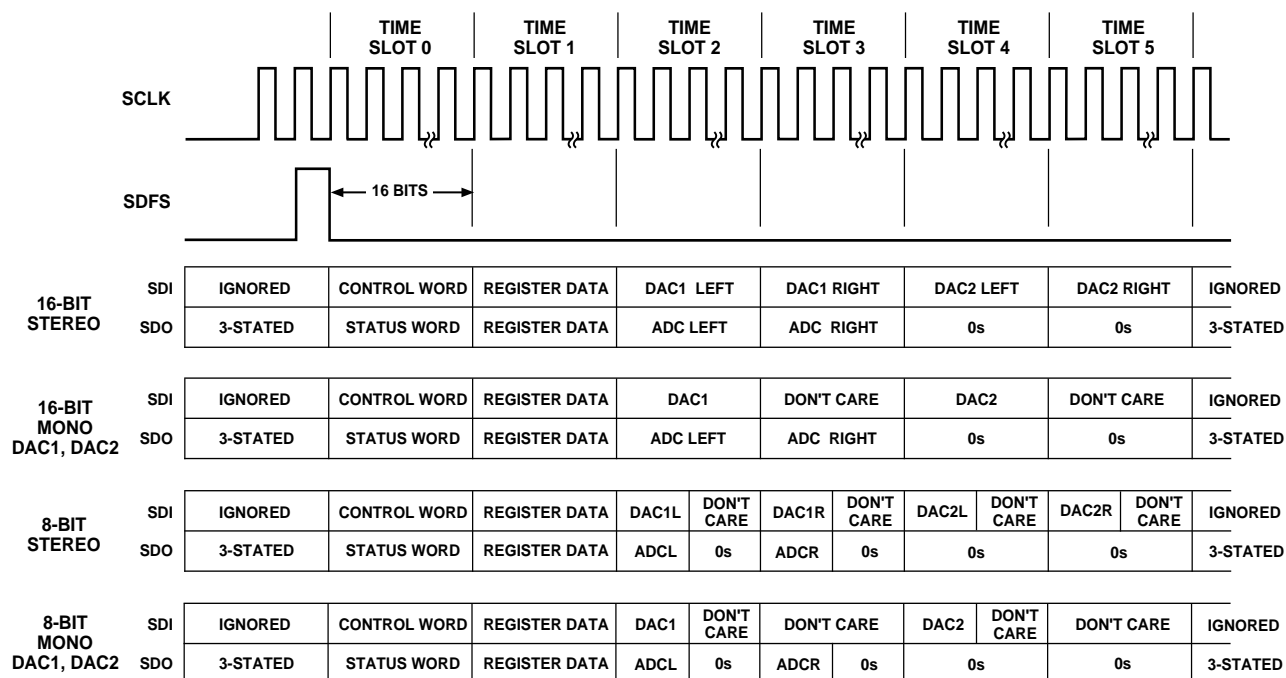 TIME SLOT 0 TIME SLOT 1 TIME SLOT 2 TIME SLOT 3 TIME SLOT 4 TIME SLOT 5
SCLK
SDFS
16 BITS
16-BIT STEREO
SDI IGNORED CONTROL WORD REGISTER DATA DAC1 LEFT DAC1 RIGHT DAC2 LEFT DAC2 RIGHT IGNORED
SDO 3-STATED STATUS WORD REGISTER DATA ADC LEFT ADC RIGHT 0s 0s 3-STATED
16-BIT MONO DAC1, DAC2
SDI IGNORED CONTROL WORD REGISTER DATA DAC1 DON'T CARE DAC2 DON'T CARE IGNORED
SDO 3-STATED STATUS WORD REGISTER DATA ADC LEFT ADC RIGHT 0s 0s 3-STATED
8-BIT STEREO
SDI IGNORED CONTROL WORD REGISTER DATA DAC1L DON'T CARE DAC1R DON'T CARE DAC2L DON'T CARE DAC2R DON'T CARE IGNORED
SDO 3-STATED STATUS WORD REGISTER DATA ADCL 0s ADCR 0s 0s 0s 3-STATED
8-BIT MONO DAC1, DAC2
SDI IGNORED CONTROL WORD REGISTER DATA DAC1 DON'T CARE DON'T CARE DAC2 DON'T CARE DON'T CARE IGNORED
SDO 3-STATED STATUS WORD REGISTER DATA ADCL 0s ADCR 0s 0s 0s 3-STATED